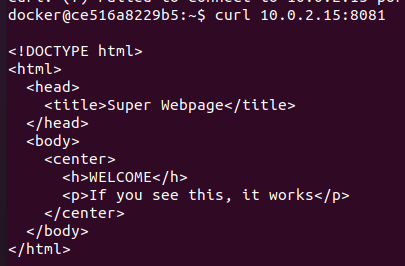 curl: (7) Failed to connect to 10.0.2.15 por
docker@ce516a8229b5:~$ curl 10.0.2.15:8081
<!DOCTYPE html>
<html>
<head>
<title>Super Webpage</title>
</head>
<body>
<center>
<h>WELCOME</h>
<p>If you see this, it works</p>
</center>
</body>
</html>